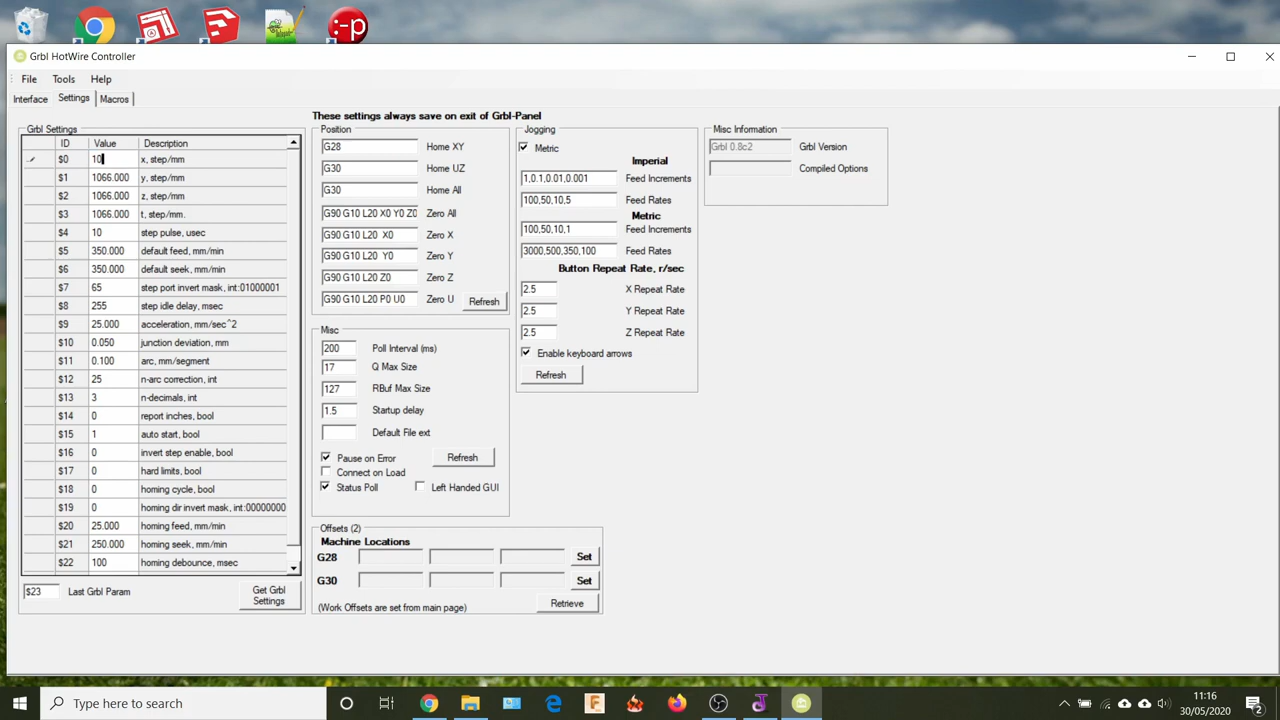 Grbl HotWire Controller
File Tools Help
Interface Settings Macros
These settings always save on exit of Grbl-Panel
Grbl Settings
ID Value Description
$0 10 x, step/mm
$1 1066.000 y, step/mm
$2 1066.000 z, step/mm
$3 1066.000 t, step/mm.
$4 10 step pulse, usec
$5 350.000 default feed, mm/min
$6 350.000 default seek, mm/min
$7 65 step port invert mask, int:01000001
$8 255 step idle delay, msec
$9 25.000 acceleration, mm/sec^2
$10 0.050 junction deviation, mm
$11 0.100 arc, mm/segment
$12 25 n-arc correction, int
$13 3 n-decimals, int
$14 0 report inches, bool
$15 1 auto start, bool
$16 0 invert step enable, bool
$17 0 hard limits, bool
$18 0 homing cycle, bool
$19 0 homing dir invert mask, int:00000000
$20 25.000 homing feed, mm/min
$21 250.000 homing seek, mm/min
$22 100 homing debounce, msec
$23 Last Grbl Param
Get Grbl
Settings
Position
G28 Home XY
G30 Home UZ
G30 Home All
G90 G10 L20 X0 Y0 Z0 Zero All
G90 G10 L20 X0 Zero X
G90 G10 L20 Y0 Zero Y
G90 G10 L20 Z0 Zero Z
G90 G10 L20 P0 U0 Zero U
Refresh
Misc
200 Poll Interval (ms)
17 Q Max Size
127 RBuf Max Size
1.5 Startup delay
Default File ext
Pause on Error
Refresh
Connect on Load
Status Poll Left Handed GUI
Offsets (2)
Machine Locations
G28 Set
G30 Set
(Work Offsets are set from main page) Retrieve
Jogging
Metric
Imperial
1,0.1,0.01,0.001 Feed Increments
100,50,10,5 Feed Rates
Metric
100,50,10,1 Feed Increments
3000,500,350,100 Feed Rates
Button Repeat Rate, r/sec
2.5 X Repeat Rate
2.5 Y Repeat Rate
2.5 Z Repeat Rate
Enable keyboard arrows
Refresh
Misc Information
Grbl 0.8c2 Grbl Version
Compiled Options
Type here to search
11:16
30/05/2020
2
:-p